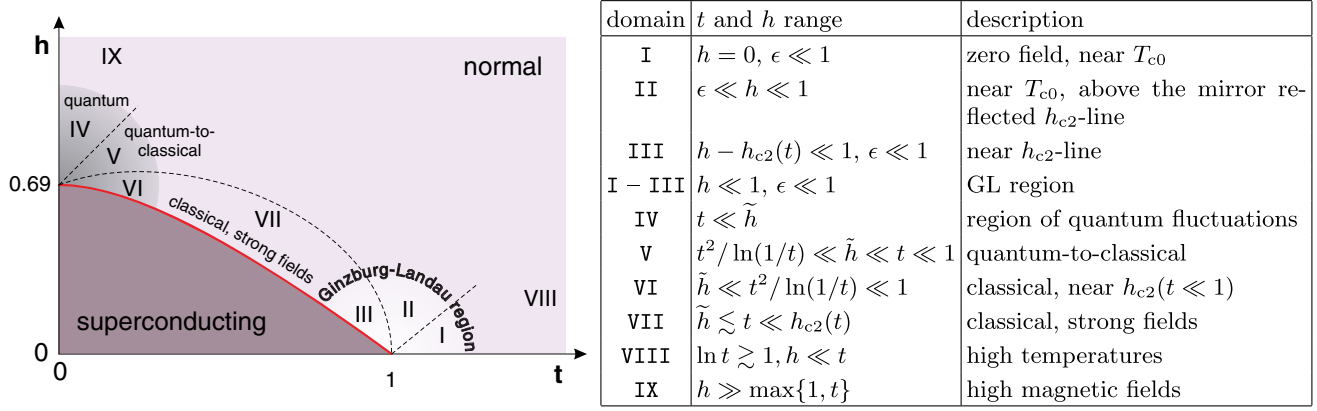 h
IX
normal
quantum
IV
quantum-to-
classical
V
0.69
VI
classical, strong fields
VII
Ginzburg-Landau region
VIII
II
III
I
superconducting
0
0
1
t
domain t and h range description
I h = 0, ϵ ≪ 1 zero field, near T_c0
II ϵ ≪ h ≪ 1 near T_c0, above the mirror re-
flected h_c2-line
III h − h_c2(t) ≪ 1, ϵ ≪ 1 near h_c2-line
I − III h ≪ 1, ϵ ≪ 1 GL region
IV t ≪ h̃ region of quantum fluctuations
V t²/ ln(1/t) ≪ h̃ ≪ t ≪ 1 quantum-to-classical
VI h̃ ≪ t²/ ln(1/t) ≪ 1 classical, near h_c2(t ≪ 1)
VII h̃ ≲ t ≪ h_c2(t) classical, strong fields
VIII ln t ≳ 1, h ≪ t high temperatures
IX h ≫ max{1, t} high magnetic fields